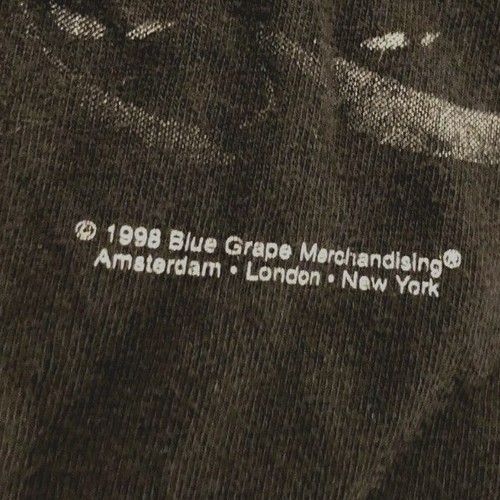 © 1998 Blue Grape Merchandising®
Amsterdam • London • New York